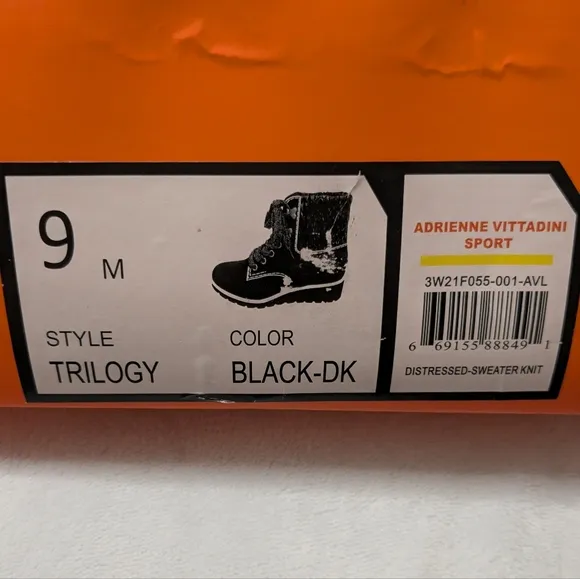 9 M
STYLE
TRILOGY
COLOR
BLACK-DK
ADRIENNE VITTADINI
SPORT
3W21F055-001-AVL
6 69155 88849 1
DISTRESSED-SWEATER KNIT